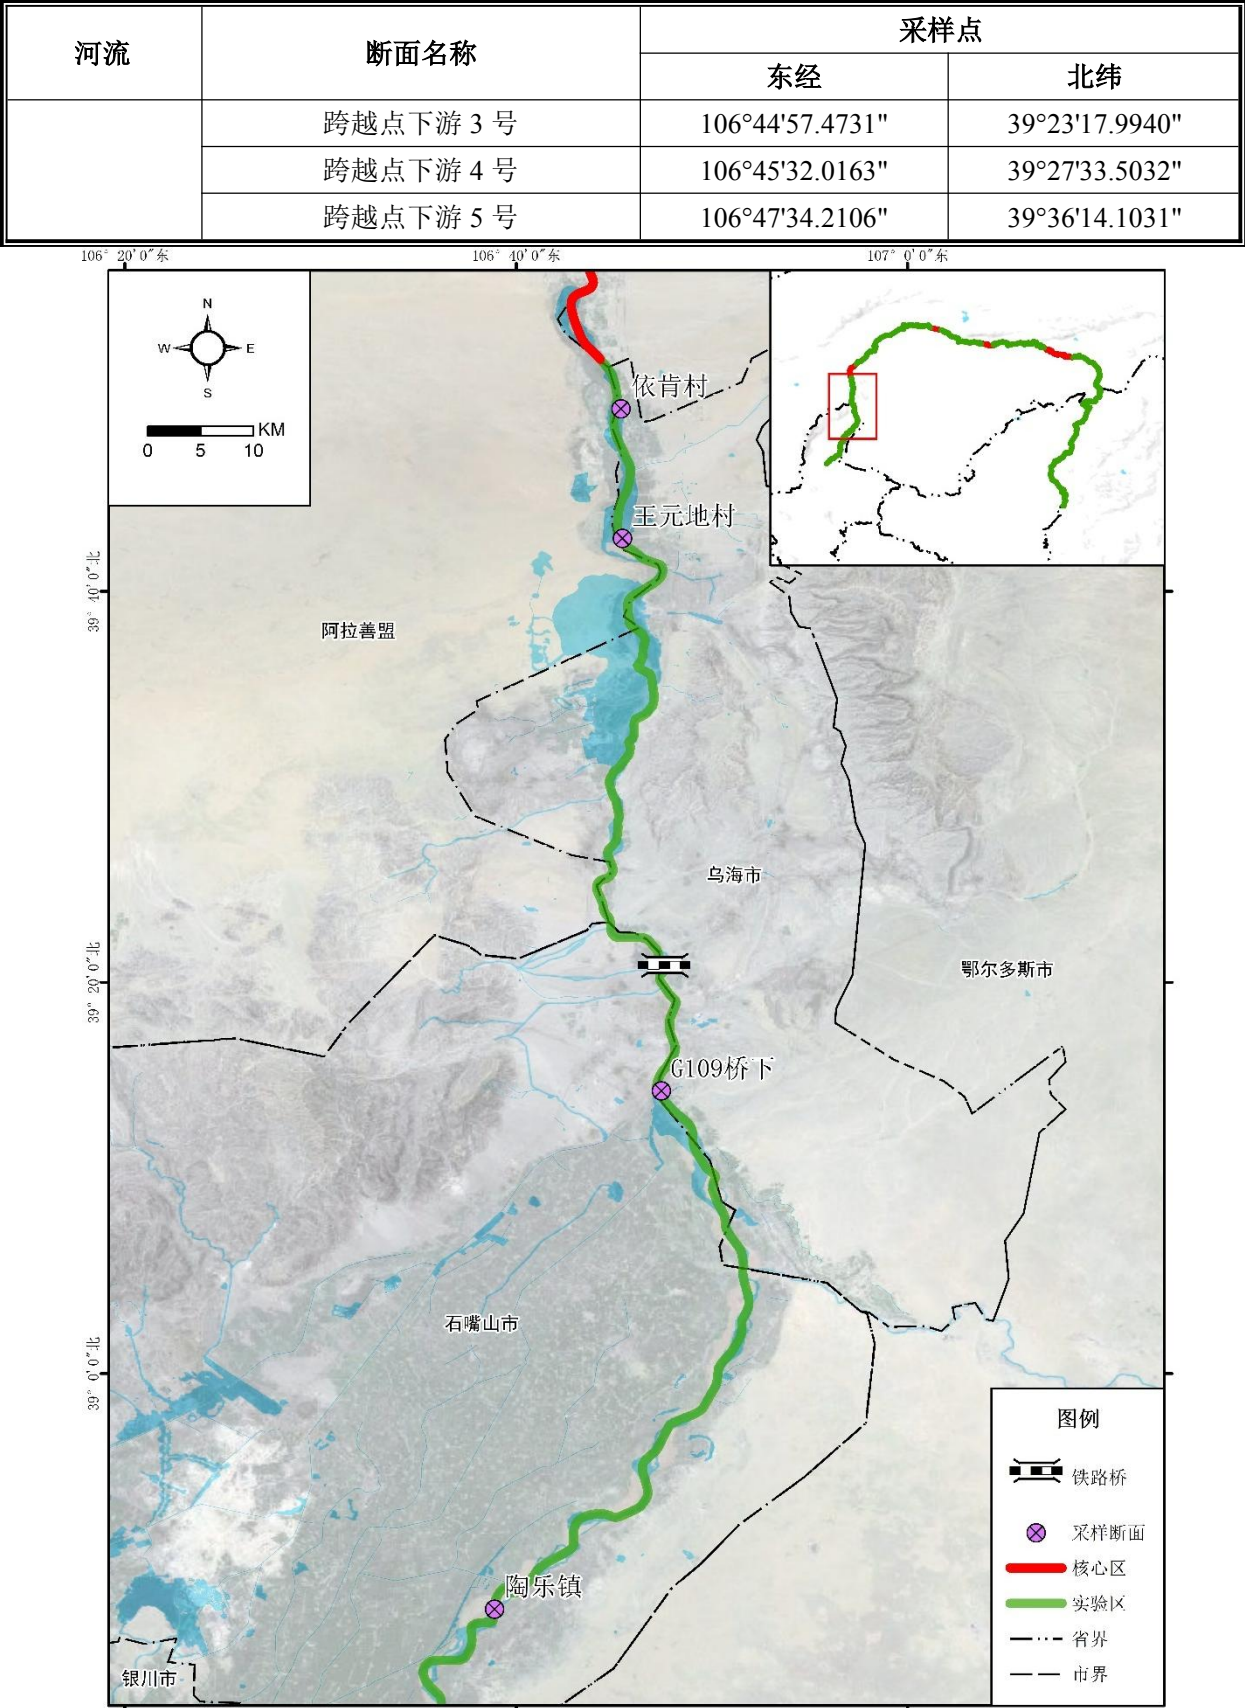 河流 断面名称 采样点
东经 北纬
跨越点下游 3 号 106°44'57.4731" 39°23'17.9940"
跨越点下游 4 号 106°45'32.0163" 39°27'33.5032"
跨越点下游 5 号 106°47'34.2106" 39°36'14.1031"
106° 20′0″东 106° 40′0″东 107° 0′0″东
N
W E
S
KM
0 5 10
依肯村
王元地村
39° 40′0″北
阿拉善盟
乌海市
39° 20′0″北
鄂尔多斯市
G109桥下
石嘴山市
39° 0′0″北
陶乐镇
银川市
图例
铁路桥
采样断面
核心区
实验区
省界
市界